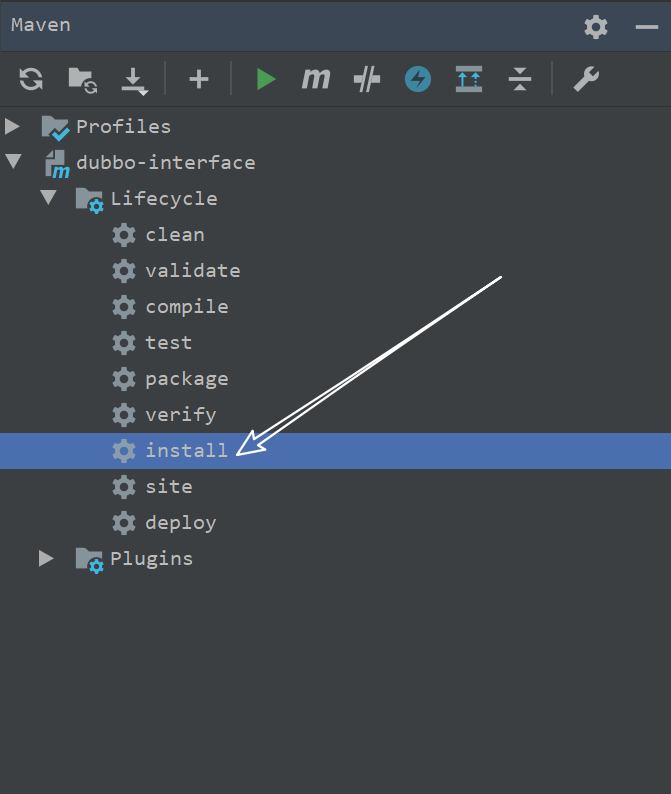 Maven
m
Profiles
dubbo-interface
Lifecycle
clean
validate
compile
test
package
verify
install
site
deploy
Plugins